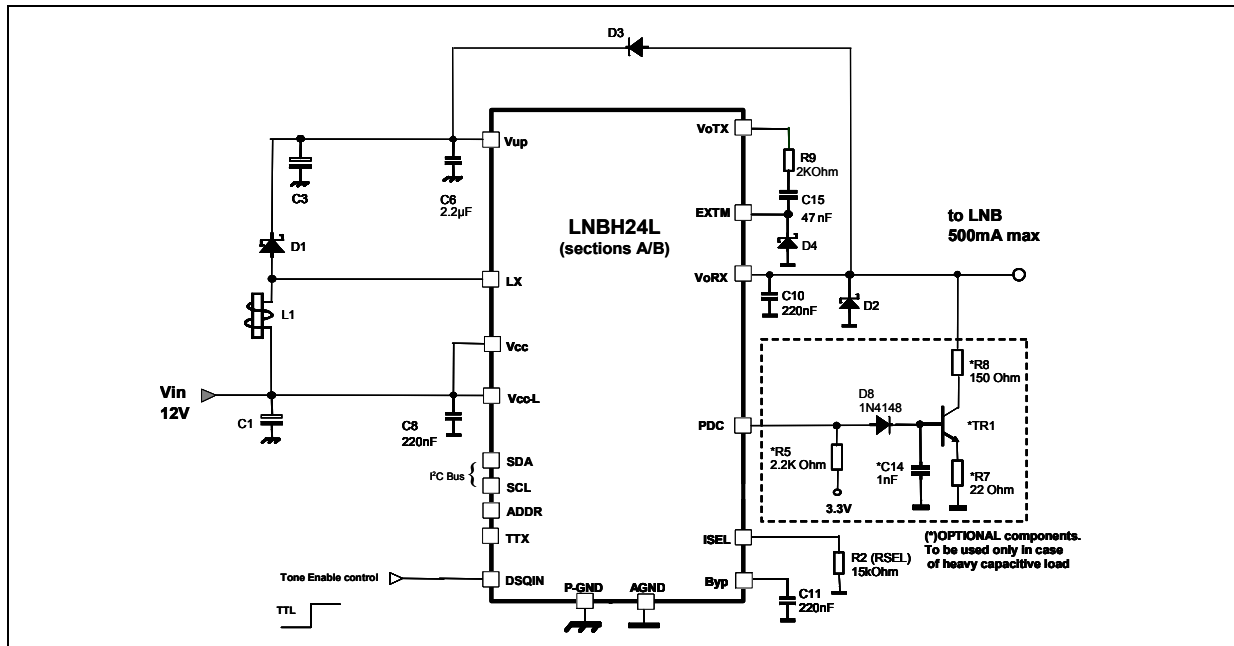 D3
VoTX
Vup
R9
2KOhm
C3
C6
2.2µF
C15
47 nF
LNBH24L
(sections A/B)
EXTM
to LNB
500mA max
D1
D4
LX
VoRX
C10
220nF
D2
L1
Vcc
*R8
150 Ohm
Vin
12V
Vcc-L
D8
1N4148
C1
C8
220nF
PDC
*TR1
*R5
2.2K Ohm
*C14
1nF
*R7
22 Ohm
I²C Bus
{
SDA
SCL
3.3V
ADDR
TTX
ISEL
(*)OPTIONAL components.
To be used only in case
of heavy capacitive load
R2 (RSEL)
15kOhm
Tone Enable control
DSQIN
P-GND
AGND
Byp
C11
220nF
TTL